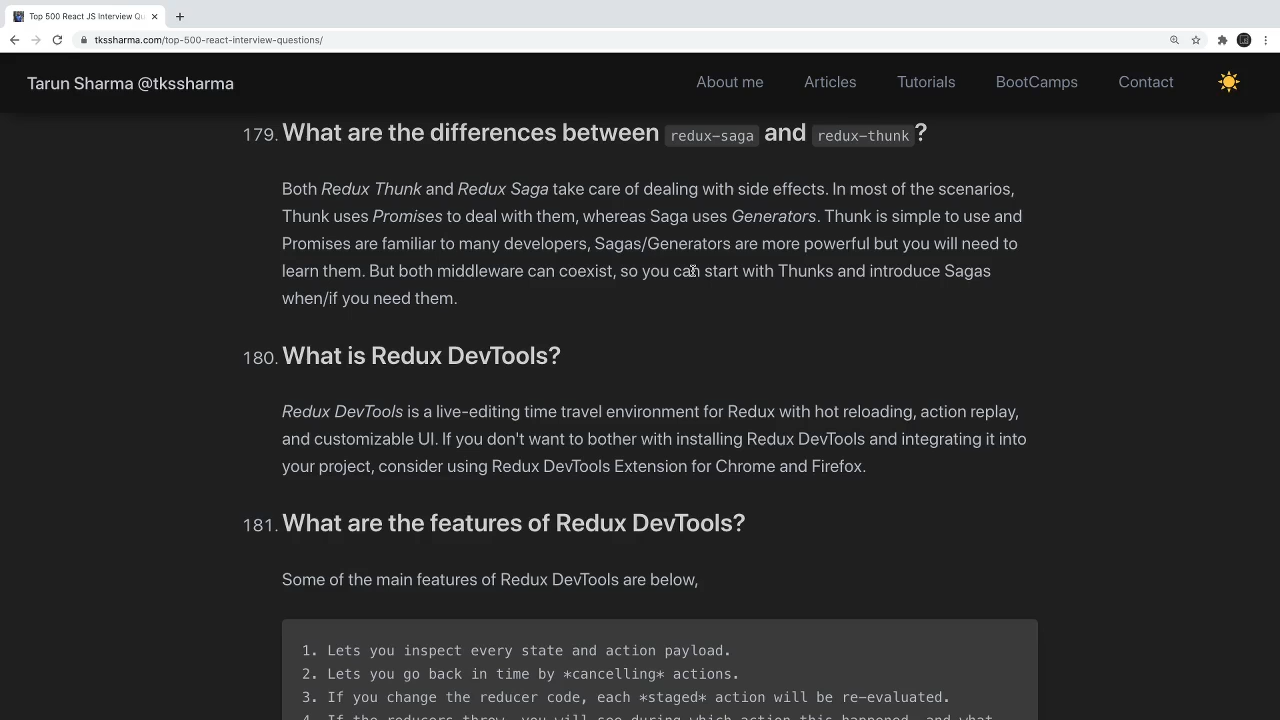 Top 500 React JS Interview Qu
tkssharma.com/top-500-react-interview-questions/
Tarun Sharma @tkssharma
About me
Articles
Tutorials
BootCamps
Contact
179. What are the differences between redux-saga and redux-thunk ?
Both Redux Thunk and Redux Saga take care of dealing with side effects. In most of the scenarios,
Thunk uses Promises to deal with them, whereas Saga uses Generators. Thunk is simple to use and
Promises are familiar to many developers, Sagas/Generators are more powerful but you will need to
learn them. But both middleware can coexist, so you can start with Thunks and introduce Sagas
when/if you need them.
180. What is Redux DevTools?
Redux DevTools is a live-editing time travel environment for Redux with hot reloading, action replay,
and customizable UI. If you don't want to bother with installing Redux DevTools and integrating it into
your project, consider using Redux DevTools Extension for Chrome and Firefox.
181. What are the features of Redux DevTools?
Some of the main features of Redux DevTools are below,
1. Lets you inspect every state and action payload.
2. Lets you go back in time by *cancelling* actions.
3. If you change the reducer code, each *staged* action will be re-evaluated.
4. If the reducers throw, you will see during which action this happened, and what